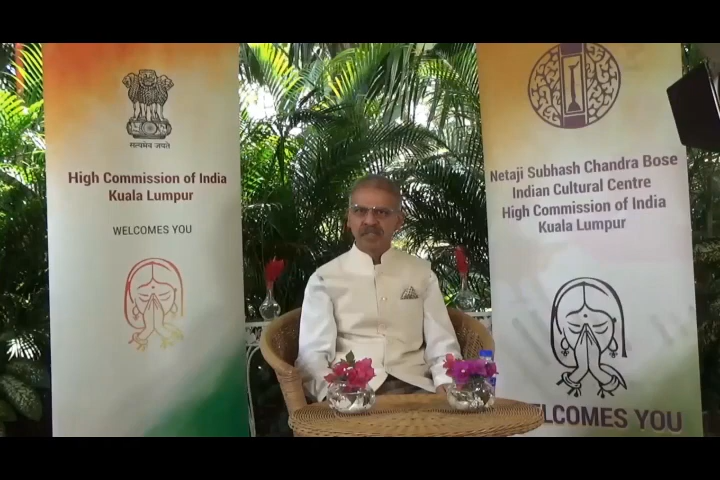 सत्यमेव जयते
High Commission of India
Kuala Lumpur
WELCOMES YOU
Netaji Subhash Chandra Bose
Indian Cultural Centre
High Commission of India
Kuala Lumpur
WELCOMES YOU